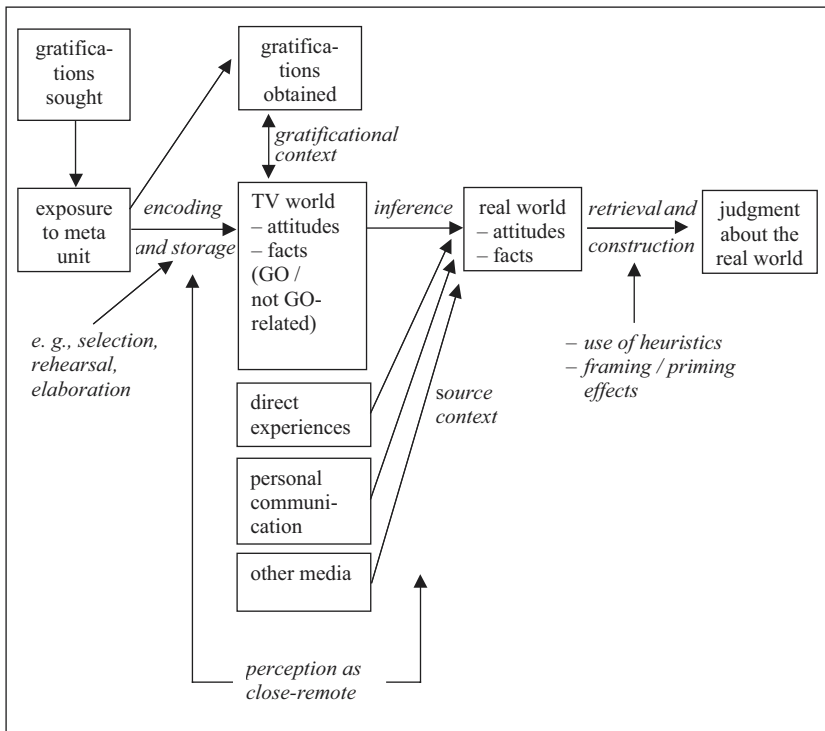 gratifica-
tions
sought
gratifica-
tions
obtained
gratificational
context
exposure
to meta
unit
encoding
and storage
TV world
– attitudes
– facts
(GO /
not GO-
related)
inference
real world
– attitudes
– facts
retrieval and
construction
judgment
about the
real world
e. g., selection,
rehearsal,
elaboration
– use of heuristics
– framing / priming
effects
direct
experiences
source
context
personal
communi-
cation
other media
perception as
close-remote